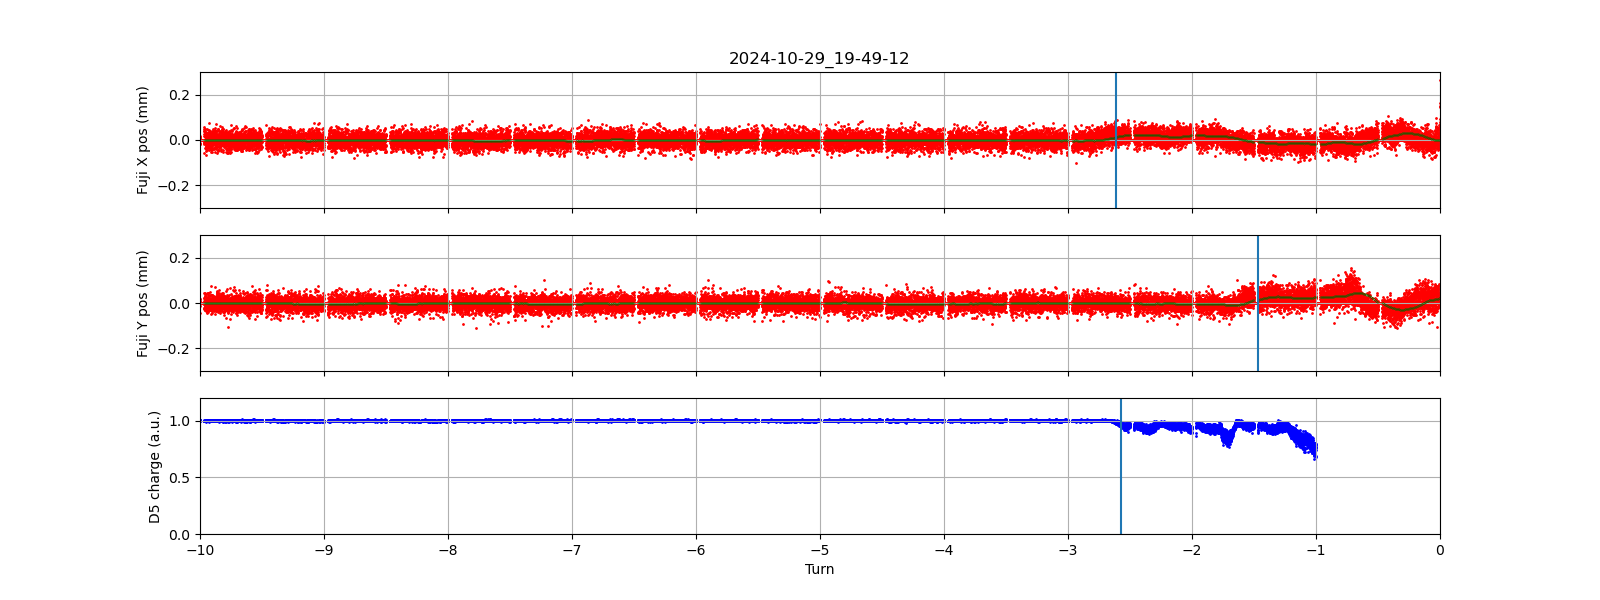 2024-10-29_19-49-12
Fuji X pos (mm)
0.2
0.0
−0.2
Fuji Y pos (mm)
0.2
0.0
−0.2
D5 charge (a.u.)
1.0
0.5
0.0
−10 −9 −8 −7 −6 −5 −4 −3 −2 −1 0
Turn